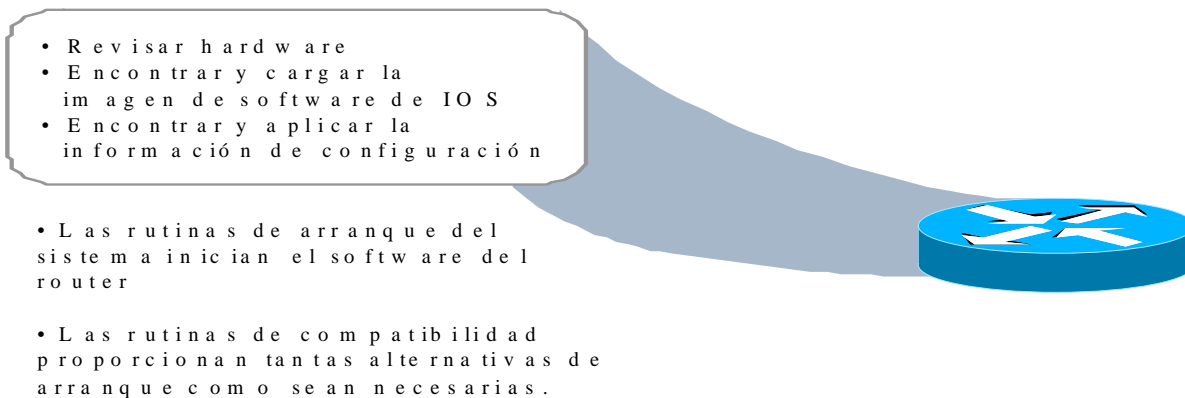 • Revisar hardware
• Encontrar y cargar la
imagen de software de IOS
• Encontrar y aplicar la
información de configuración
• Las rutinas de arranque del
sistema inician el software del
router
• Las rutinas de compatibilidad
proporcionan tantas alternativas de
arranque como sean necesarias.